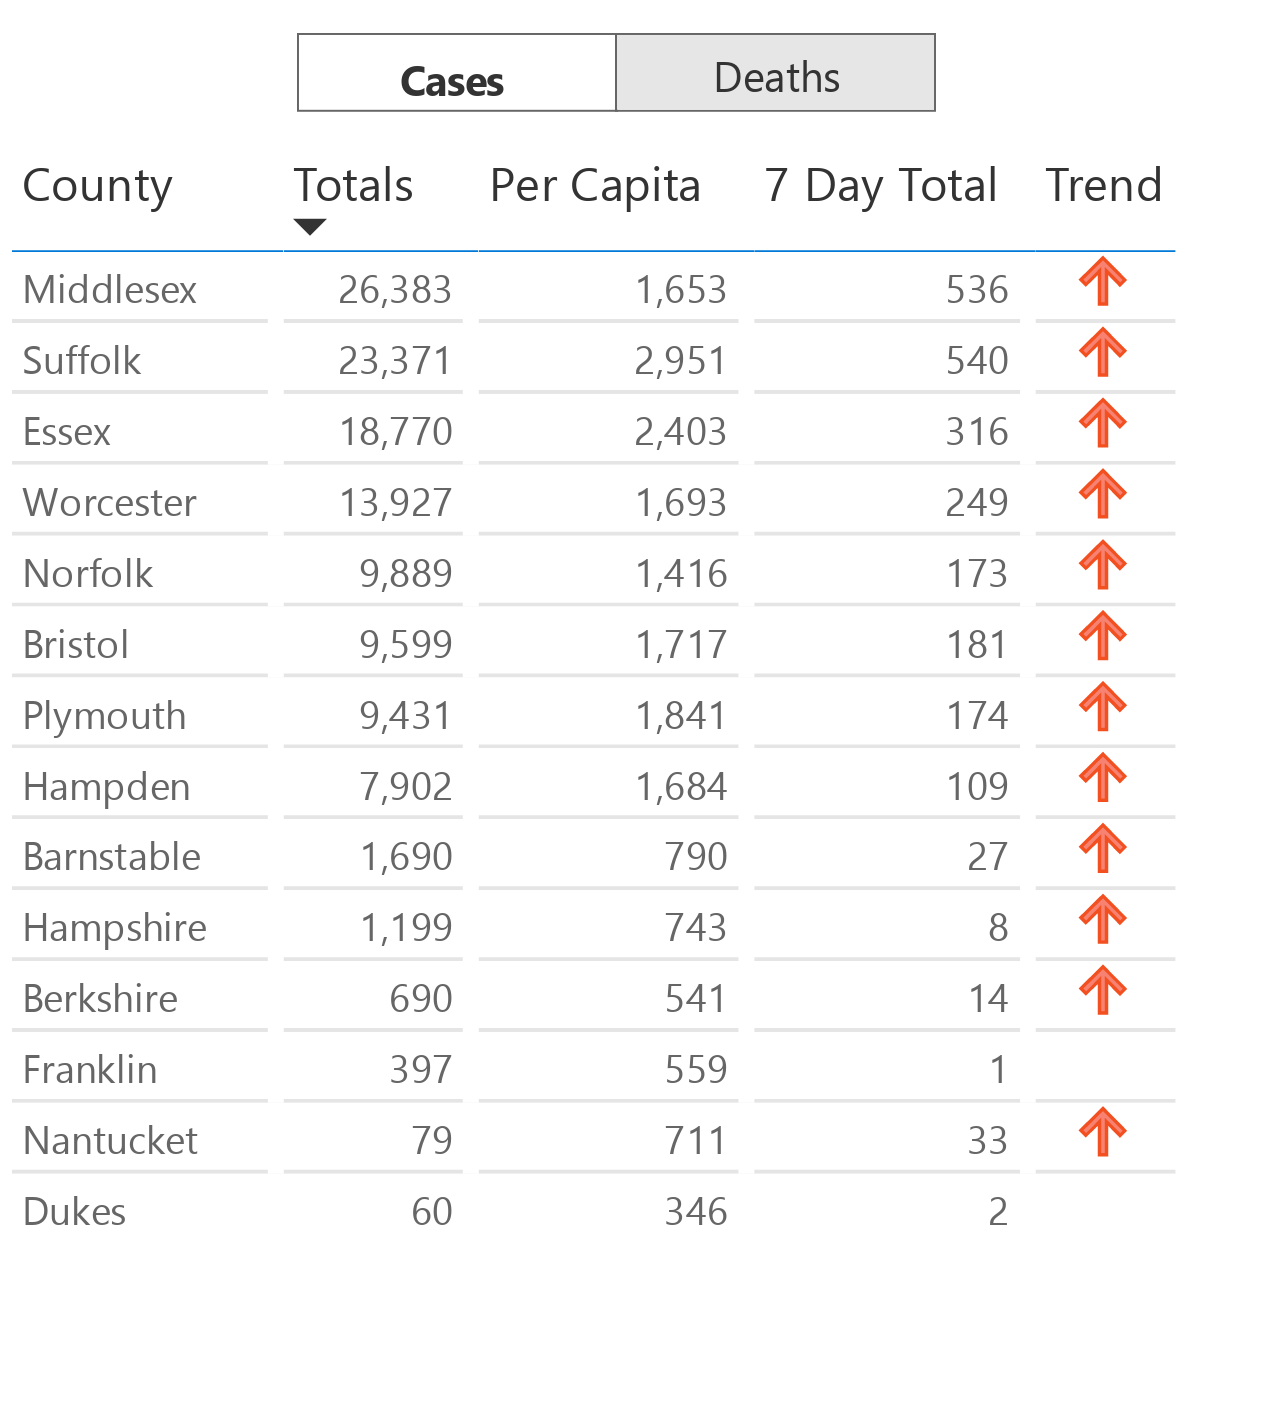 Cases Deaths
County Totals Per Capita 7 Day Total Trend
Middlesex 26,383 1,653 536
Suffolk 23,371 2,951 540
Essex 18,770 2,403 316
Worcester 13,927 1,693 249
Norfolk 9,889 1,416 173
Bristol 9,599 1,717 181
Plymouth 9,431 1,841 174
Hampden 7,902 1,684 109
Barnstable 1,690 790 27
Hampshire 1,199 743 8
Berkshire 690 541 14
Franklin 397 559 1
Nantucket 79 711 33
Dukes 60 346 2